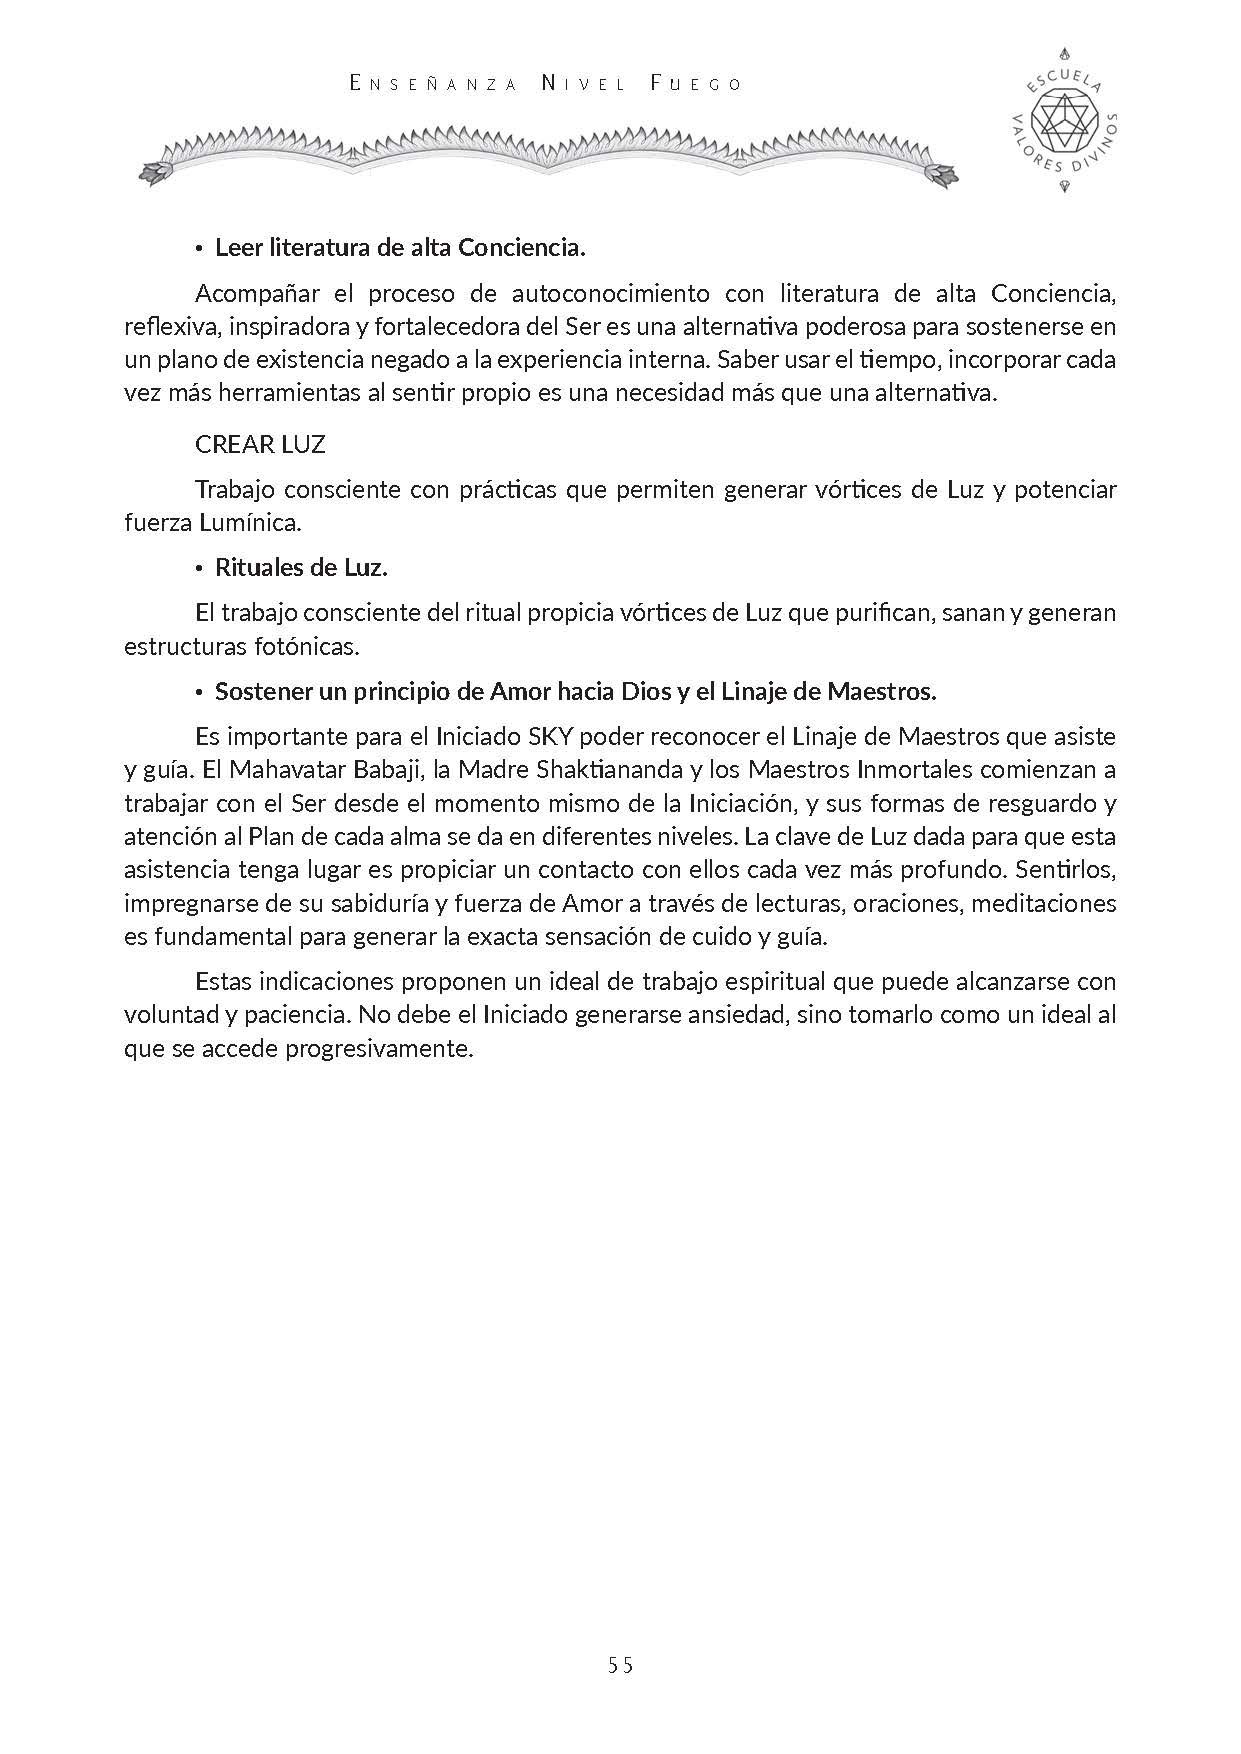 Enseñanza Nivel Fuego
ESCUELA
VALORES DIVINOS
• Leer literatura de alta Conciencia.
Acompañar el proceso de autoconocimiento con literatura de alta Conciencia,
reflexiva, inspiradora y fortalecedora del Ser es una alternativa poderosa para sostenerse en
un plano de existencia negado a la experiencia interna. Saber usar el tiempo, incorporar cada
vez más herramientas al sentir propio es una necesidad más que una alternativa.
CREAR LUZ
Trabajo consciente con prácticas que permiten generar vórtices de Luz y potenciar
fuerza Lumínica.
• Rituales de Luz.
El trabajo consciente del ritual propicia vórtices de Luz que purifican, sanan y generan
estructuras fotónicas.
• Sostener un principio de Amor hacia Dios y el Linaje de Maestros.
Es importante para el Iniciado SKY poder reconocer el Linaje de Maestros que asiste
y guía. El Mahavatar Babaji, la Madre Shaktiananda y los Maestros Inmortales comienzan a
trabajar con el Ser desde el momento mismo de la Iniciación, y sus formas de resguardo y
atención al Plan de cada alma se da en diferentes niveles. La clave de Luz dada para que esta
asistencia tenga lugar es propiciar un contacto con ellos cada vez más profundo. Sentirlos,
impregnarse de su sabiduría y fuerza de Amor a través de lecturas, oraciones, meditaciones
es fundamental para generar la exacta sensación de cuido y guía.
Estas indicaciones proponen un ideal de trabajo espiritual que puede alcanzarse con
voluntad y paciencia. No debe el Iniciado generarse ansiedad, sino tomarlo como un ideal al
que se accede progresivamente.
55